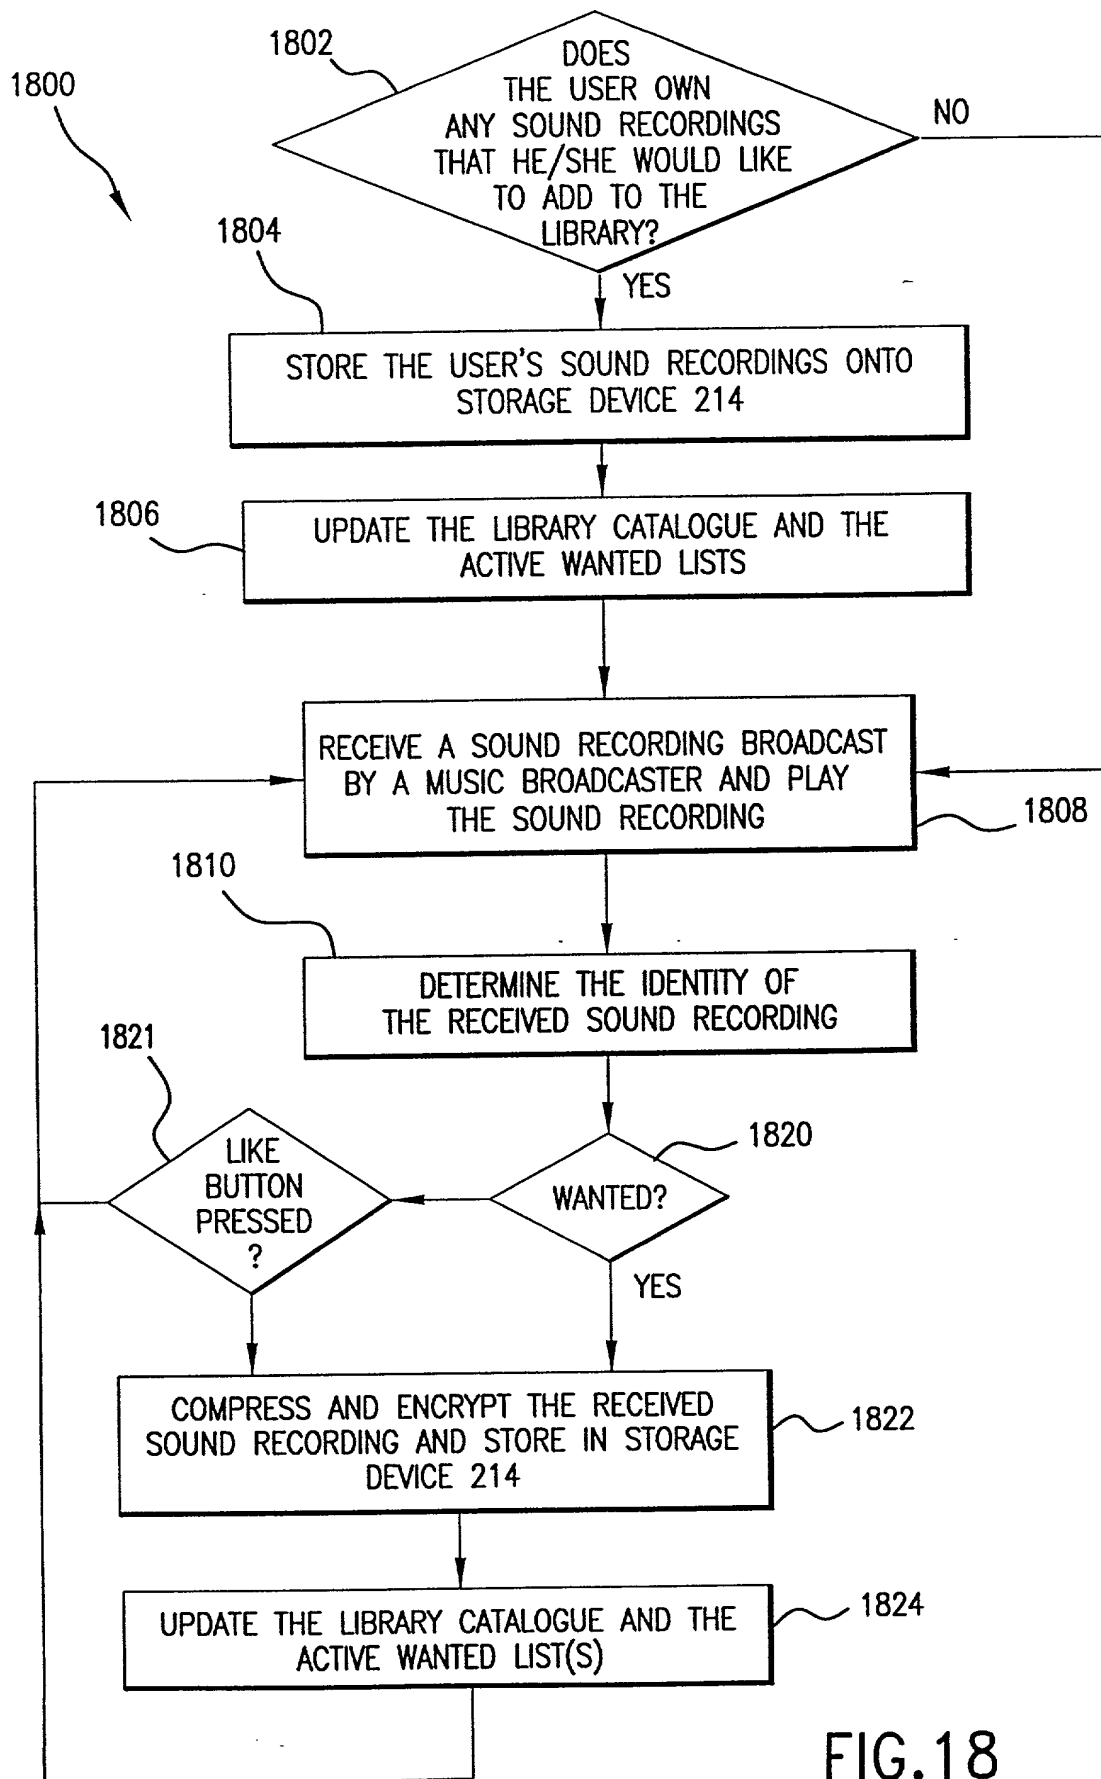 1800
1802
DOES
THE USER OWN
ANY SOUND RECORDINGS
THAT HE/SHE WOULD LIKE
TO ADD TO THE
LIBRARY?
NO
YES
1804
STORE THE USER'S SOUND RECORDINGS ONTO
STORAGE DEVICE 214
1806
UPDATE THE LIBRARY CATALOGUE AND THE
ACTIVE WANTED LISTS
RECEIVE A SOUND RECORDING BROADCAST
BY A MUSIC BROADCASTER AND PLAY
THE SOUND RECORDING
1808
1810
DETERMINE THE IDENTITY OF
THE RECEIVED SOUND RECORDING
1821
LIKE
BUTTON
PRESSED
?
1820
WANTED?
YES
COMPRESS AND ENCRYPT THE RECEIVED
SOUND RECORDING AND STORE IN STORAGE
DEVICE 214
1822
UPDATE THE LIBRARY CATALOGUE AND THE
ACTIVE WANTED LIST(S)
1824
FIG.18